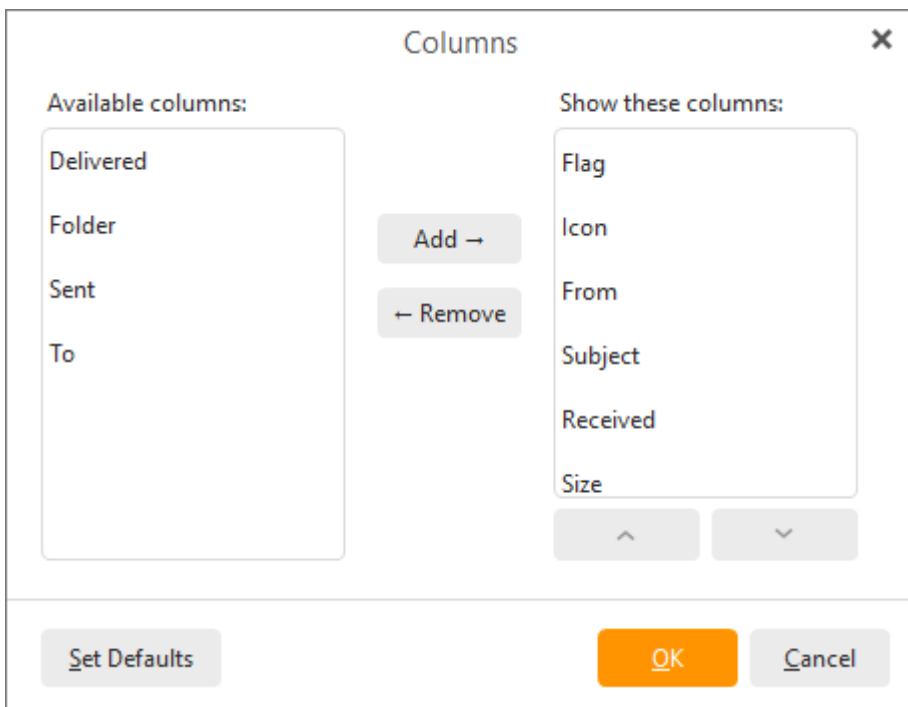 Columns
Available columns:
Delivered
Folder
Sent
To
Add →
← Remove
Show these columns:
Flag
Icon
From
Subject
Received
Size
Set Defaults
OK
Cancel